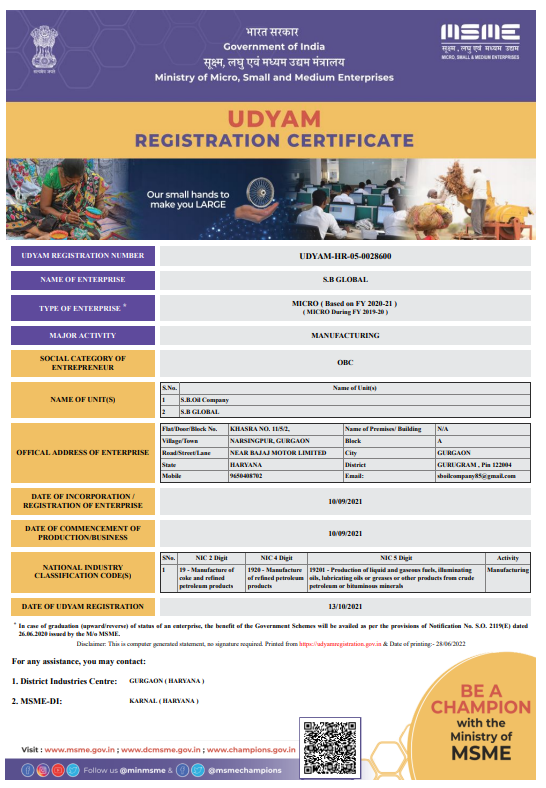 भारत सरकार
Government of India
सूक्ष्म, लघु एवं मध्यम उद्यम मंत्रालय
Ministry of Micro, Small and Medium Enterprises
MSME
सूक्ष्म, लघु एवं मध्यम उद्यम
MICRO, SMALL & MEDIUM ENTERPRISES
UDYAM
REGISTRATION CERTIFICATE
Our small hands to
make you LARGE
UDYAM REGISTRATION NUMBER UDYAM-HR-05-0028600
NAME OF ENTERPRISE S.B GLOBAL
TYPE OF ENTERPRISE * MICRO ( Based on FY 2020-21 )
( MICRO During FY 2019-20 )
MAJOR ACTIVITY MANUFACTURING
SOCIAL CATEGORY OF
ENTREPRENEUR OBC
NAME OF UNIT(S)
S.No. Name of Unit(s)
1 S.B.Oil Company
2 S.B GLOBAL
OFFICAL ADDRESS OF ENTERPRISE
Flat/Door/Block No. KHASRA NO. 11/5/2, Name of Premises/ Building N/A
Village/Town NARSINGPUR, GURGAON Block A
Road/Street/Lane NEAR BAJAJ MOTOR LIMITED City GURGAON
State HARYANA District GURUGRAM , Pin 122004
Mobile 9650408702 Email: sboilcompany85@gmail.com
DATE OF INCORPORATION /
REGISTRATION OF ENTERPRISE 10/09/2021
DATE OF COMMENCEMENT OF
PRODUCTION/BUSINESS 10/09/2021
NATIONAL INDUSTRY
CLASSIFICATION CODE(S)
SNo. NIC 2 Digit NIC 4 Digit NIC 5 Digit Activity
1 19 - Manufacture of
coke and refined
petroleum products
1920 - Manufacture
of refined petroleum
products
19201 - Production of liquid and gaseous fuels, illuminating
oils, lubricating oils or greases or other products from crude
petroleum or bituminous minerals
Manufacturing
DATE OF UDYAM REGISTRATION 13/10/2021
* In case of graduation (upward/reverse) of status of an enterprise, the benefit of the Government Schemes will be availed as per the provisions of Notification No. S.O. 2119(E) dated
26.06.2020 issued by the M/o MSME.
Disclaimer: This is computer generated statement, no signature required. Printed from https://udyamregistration.gov.in & Date of printing:- 28/06/2022
For any assistance, you may contact:
1. District Industries Centre: GURGAON ( HARYANA )
2. MSME-DI: KARNAL ( HARYANA )
BE A
CHAMPION
with the
Ministry of
MSME
Visit : www.msme.gov.in ; www.dcmsme.gov.in ; www.champions.gov.in
Follow us @minmsme & @msmechampions